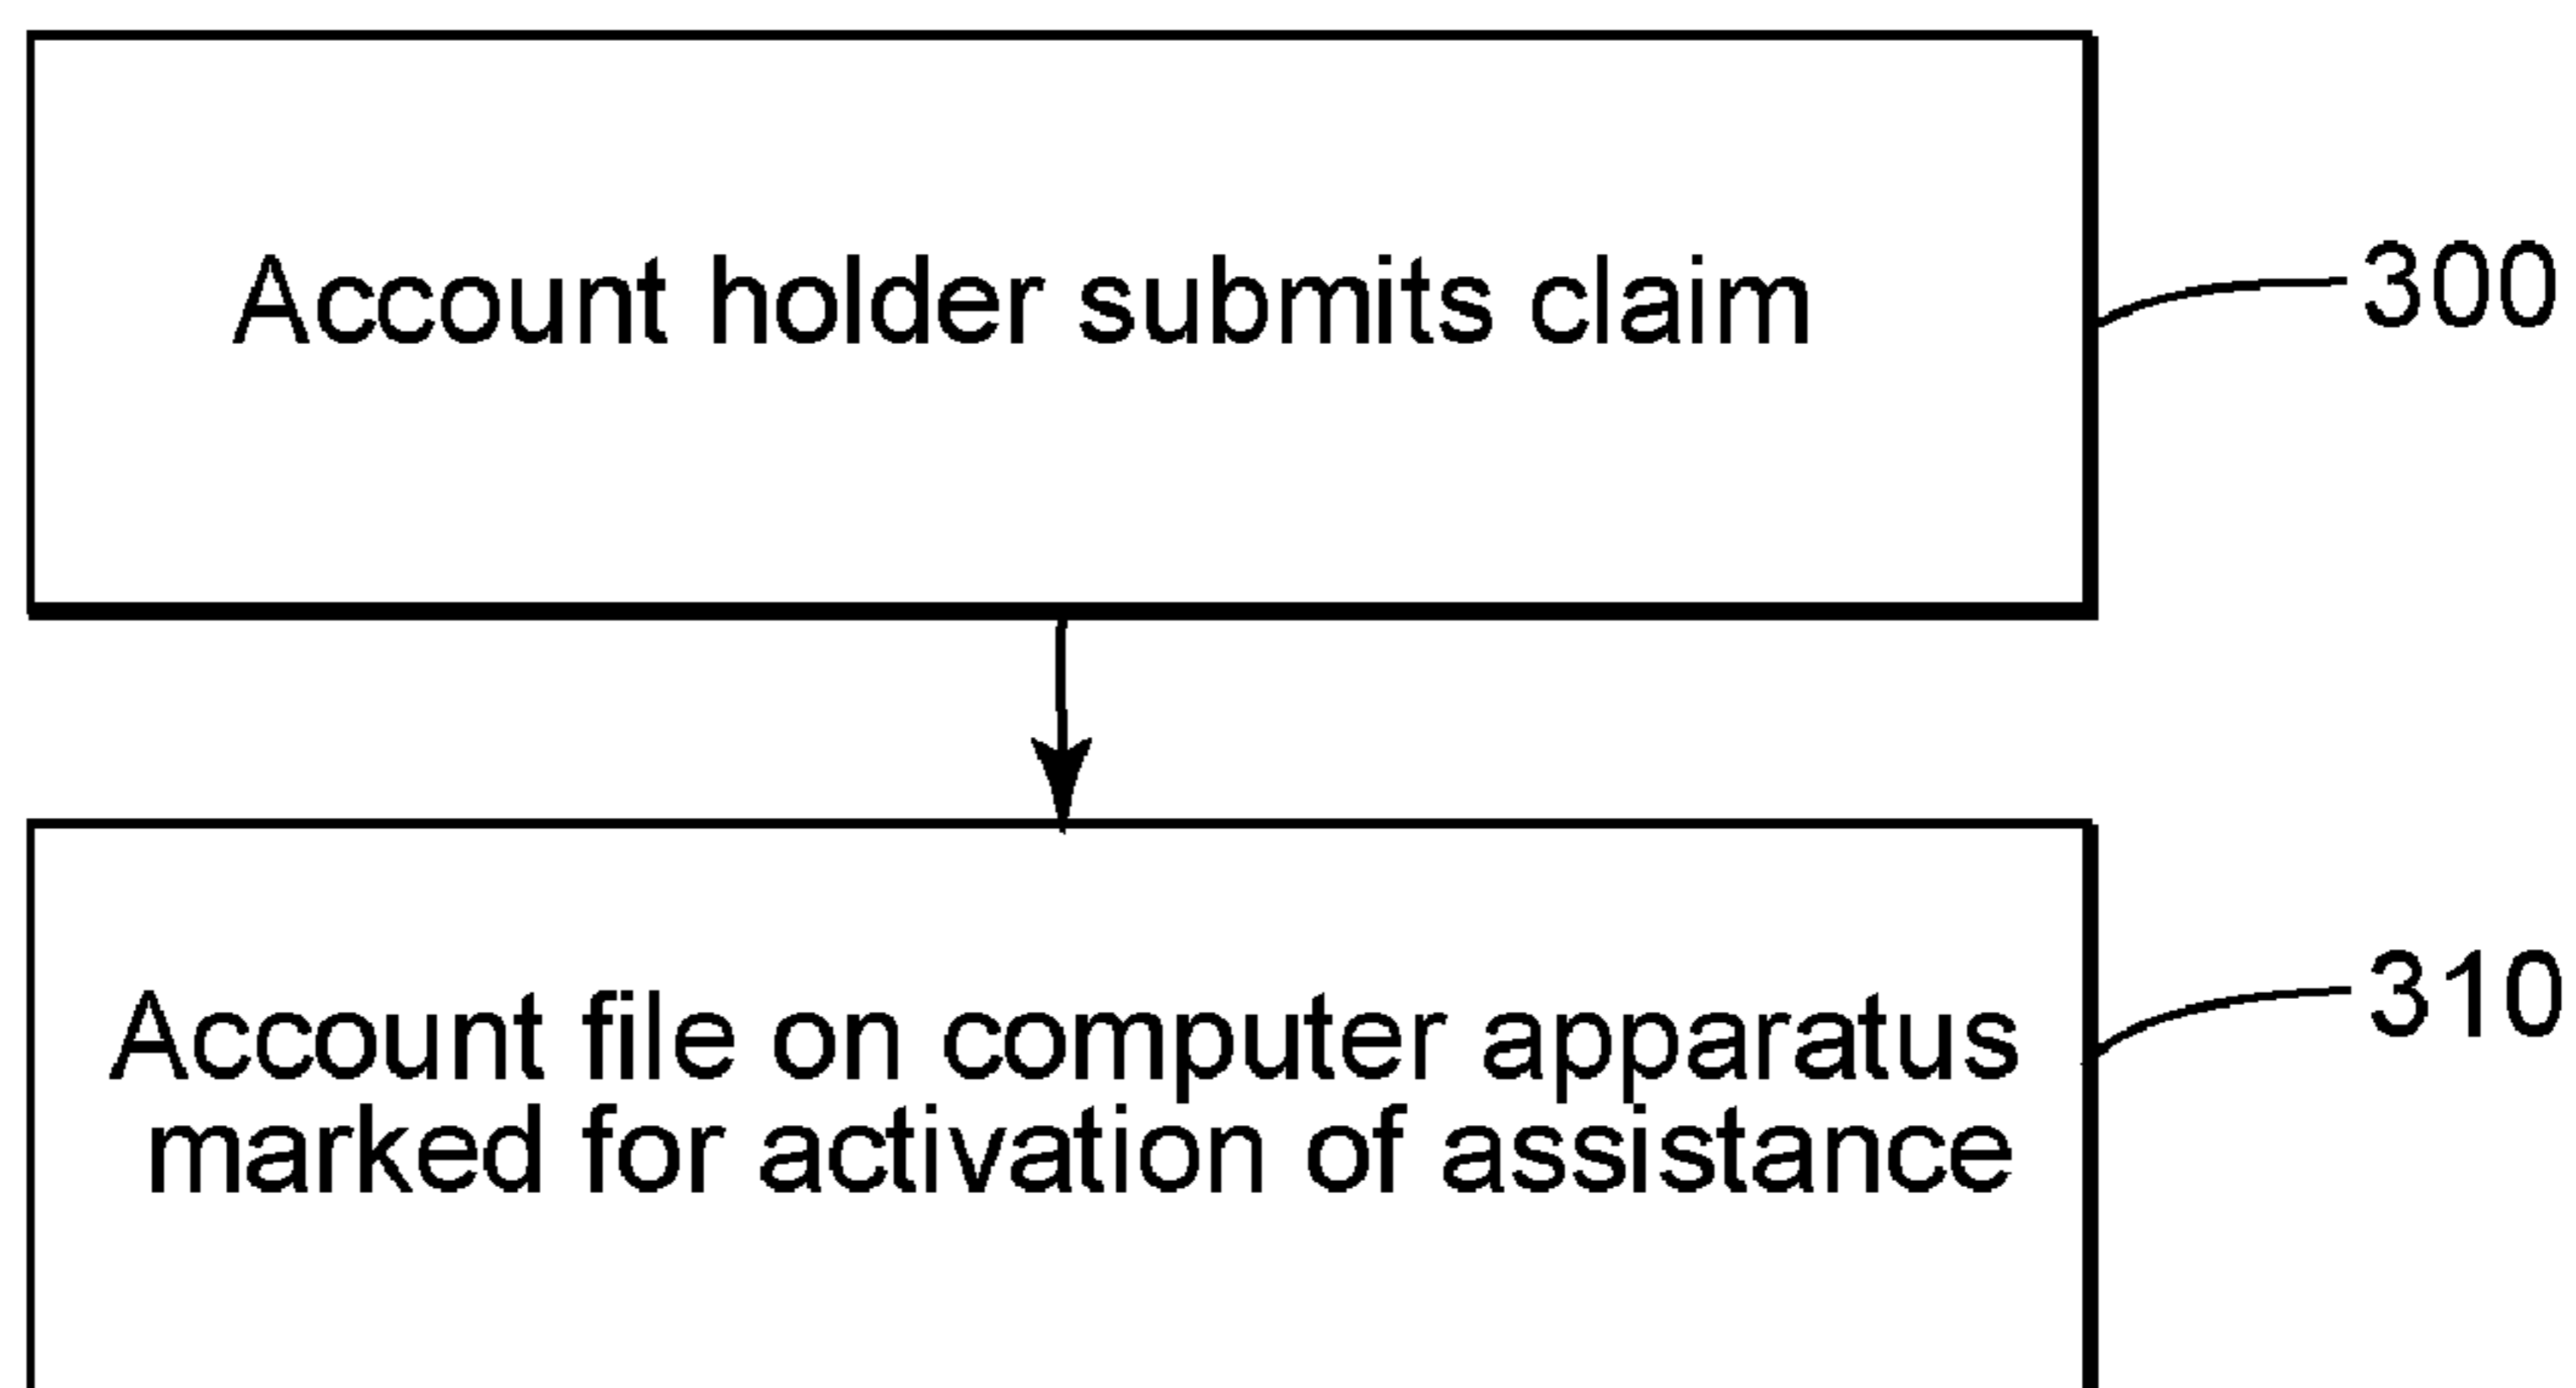 Account holder submits claim
300
Account file on computer apparatus
marked for activation of assistance
310